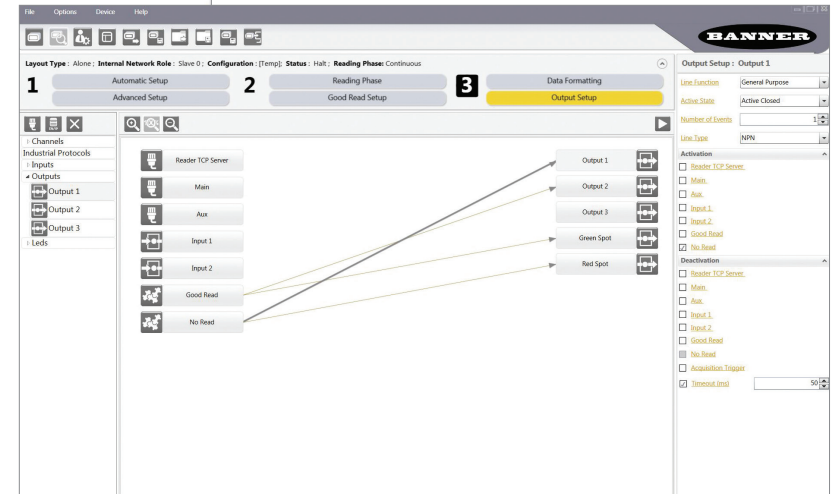 File Options Device Help
BANNER
Layout Type : Alone ; Internal Network Role : Slave 0 ; Configuration : [Temp]; Status : Halt ; Reading Phase: Continuous
1
Automatic Setup
Advanced Setup
2
Reading Phase
Good Read Setup
3
Data Formatting
Output Setup
Channels
Industrial Protocols
Inputs
Outputs
Output 1
Output 2
Output 3
Leds
Reader TCP Server
Main
Aux
Input 1
Input 2
Good Read
No Read
Output 1
Output 2
Output 3
Green Spot
Red Spot
Output Setup : Output 1
Line Function General Purpose
Active State Active Closed
Number of Events 1
Line Type NPN
Activation
Reader TCP Server
Main
Aux
Input 1
Input 2
Good Read
No Read
Deactivation
Reader TCP Server
Main
Aux
Input 1
Input 2
Good Read
No Read
Acquisition Trigger
Timeout (ms) 50